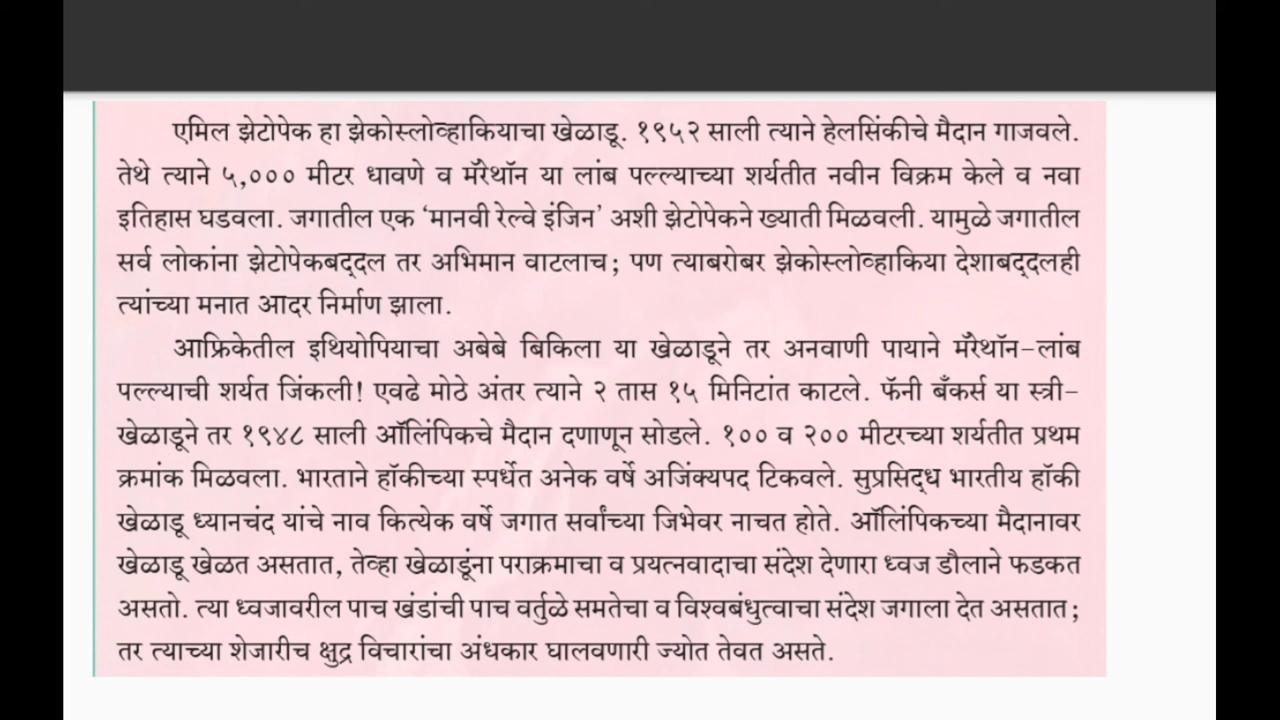 एमिल झेटोपेक हा झेकोस्लोव्हाकियाचा खेळाडू. १९५२ साली त्याने हेलसिंकीचे मैदान गाजवले.
तेथे त्याने ५,००० मीटर धावणे व मॅरेथॉन या लांब पल्ल्याच्या शर्यतीत नवीन विक्रम केले व नवा
इतिहास घडवला. जगातील एक ‘मानवी रेल्वे इंजिन’ अशी झेटोपेकने ख्याती मिळवली. यामुळे जगातील
सर्व लोकांना झेटोपेकबद्दल तर अभिमान वाटलाच; पण त्याबरोबर झेकोस्लोव्हाकिया देशाबद्दलही
त्यांच्या मनात आदर निर्माण झाला.
आफ्रिकेतील इथियोपियाचा अबेबे बिकिला या खेळाडूने तर अनवाणी पायाने मॅरेथॉन-लांब
पल्ल्याची शर्यत जिंकली! एवढे मोठे अंतर त्याने २ तास १५ मिनिटांत काटले. फॅनी बँकर्स या स्त्री-
खेळाडूने तर १९४८ साली ऑलिंपिकचे मैदान दणाणून सोडले. १०० व २०० मीटरच्या शर्यतीत प्रथम
क्रमांक मिळवला. भारताने हॉकीच्या स्पर्धेत अनेक वर्षे अजिंक्यपद टिकवले. सुप्रसिद्ध भारतीय हॉकी
खेळाडू ध्यानचंद यांचे नाव कित्येक वर्षे जगात सर्वांच्या जिभेवर नाचत होते. ऑलिंपिकच्या मैदानावर
खेळाडू खेळत असतात, तेव्हा खेळाडूंना पराक्रमाचा व प्रयत्नवादाचा संदेश देणारा ध्वज डौलाने फडकत
असतो. त्या ध्वजावरील पाच खंडांची पाच वर्तुळे समतेचा व विश्वबंधुत्वाचा संदेश जगाला देत असतात;
तर त्याच्या शेजारीच क्षुद्र विचारांचा अंधकार घालवणारी ज्योत तेवत असते.